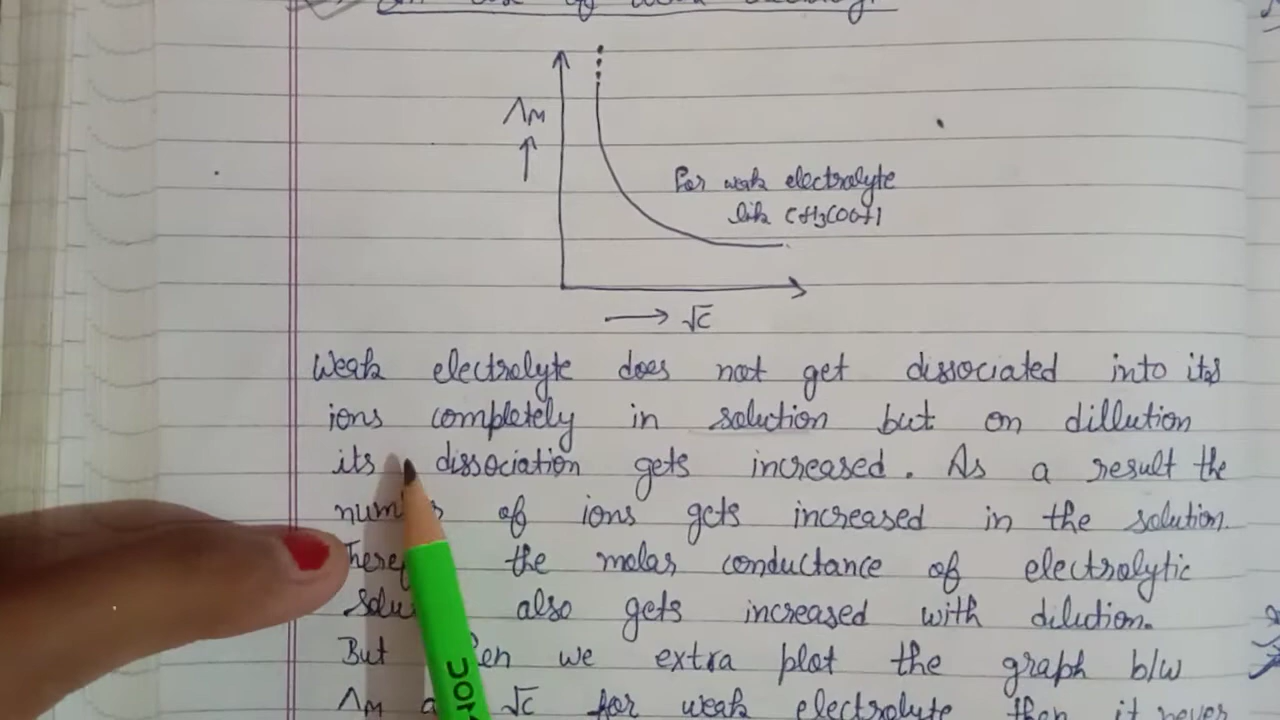 of weak
ΛM
↑
For weak electrolyte
like CH3COOH
→ √C
Weak electrolyte does not get dissociated into its
ions completely in solution but on dillution
its dissociation gets increased. As a result the
of ions gets increased in the solution.
the molar conductance of electrolytic
also gets increased with dilution.
But we extra plot the graph b/w
ΛM √C for weak electrolyte then it never